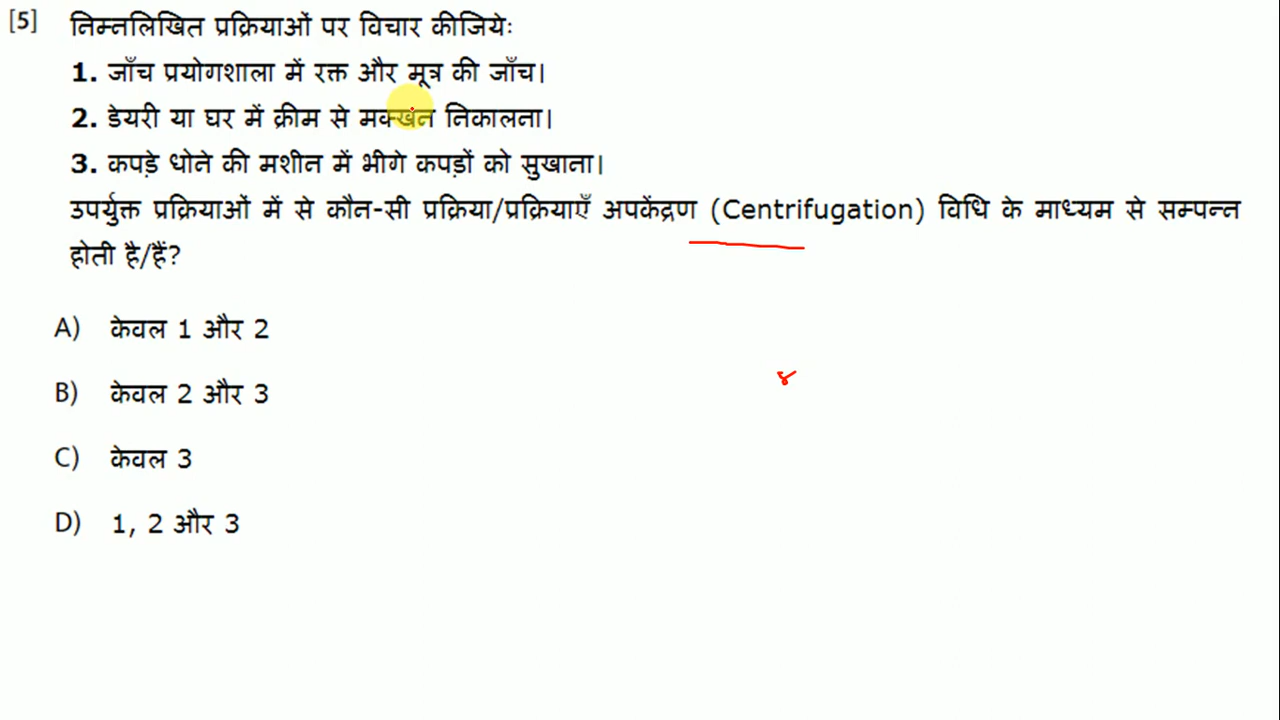 [5] निम्नलिखित प्रक्रियाओं पर विचार कीजियेः
1. जाँच प्रयोगशाला में रक्त और मूत्र की जाँच।
2. डेयरी या घर में क्रीम से मक्खन निकालना।
3. कपड़े धोने की मशीन में भीगे कपड़ों को सुखाना।
उपर्युक्त प्रक्रियाओं में से कौन-सी प्रक्रिया/प्रक्रियाएँ अपकेंद्रण (Centrifugation) विधि के माध्यम से सम्पन्न
होती है/हैं?
A) केवल 1 और 2
B) केवल 2 और 3
C) केवल 3
D) 1, 2 और 3